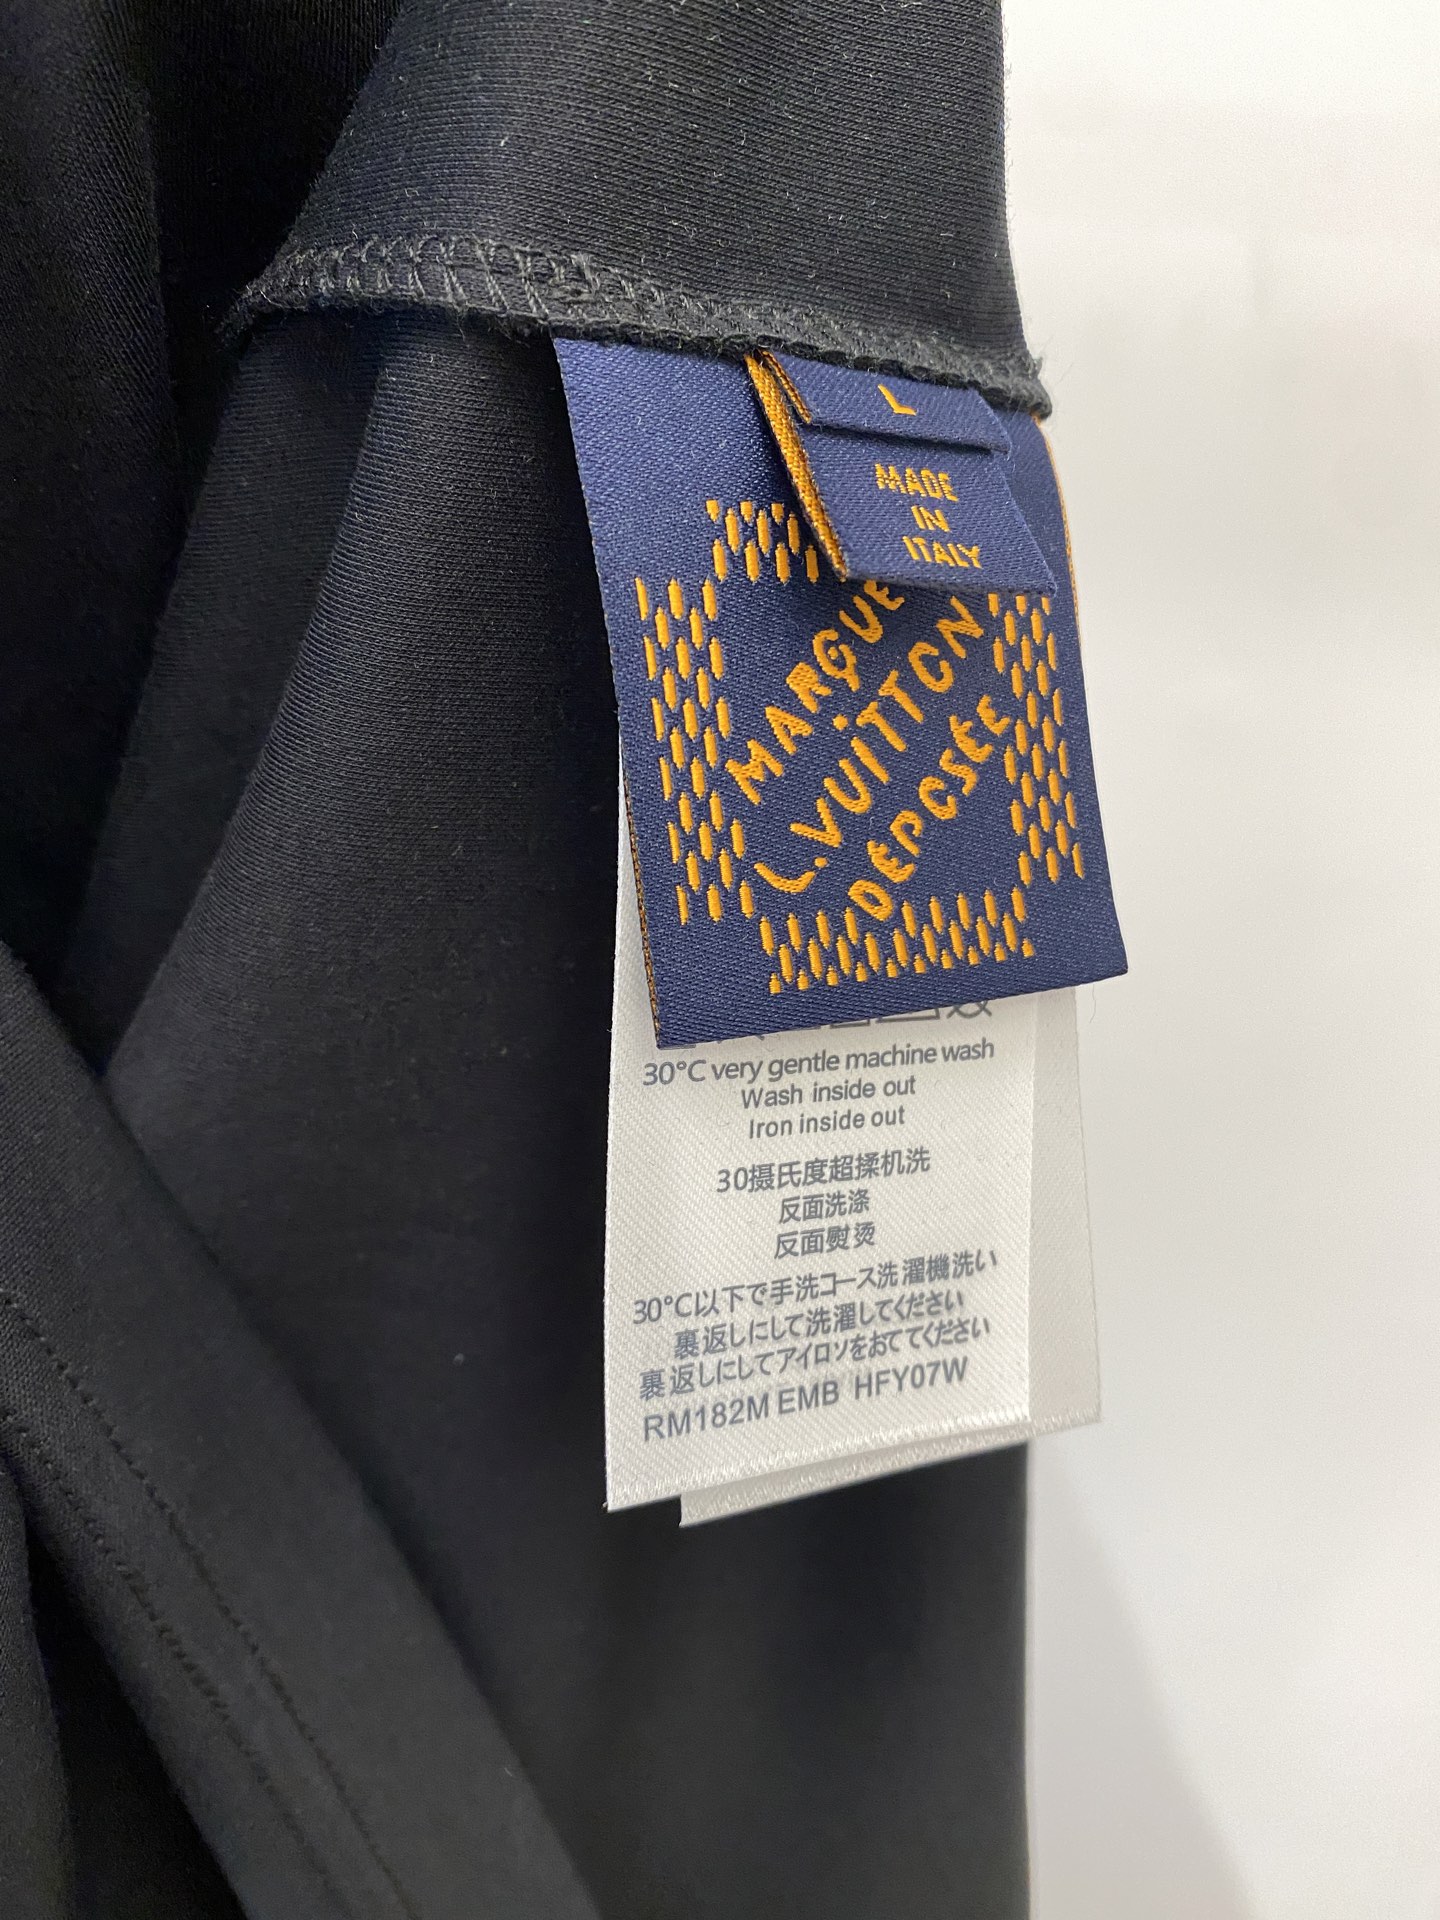 L
MADE
IN
ITALY
MARQUE
L.VUITTON
DÉPOSÉE
30°C very gentle machine wash
Wash inside out
Iron inside out
30摄氏度超揉机洗
反面洗涤
反面熨烫
30°C以下で手洗コース洗濯機洗い
裏返しにして洗濯してください
裏返しにしてアイロソをおててください
RM182M EMB HFY07W